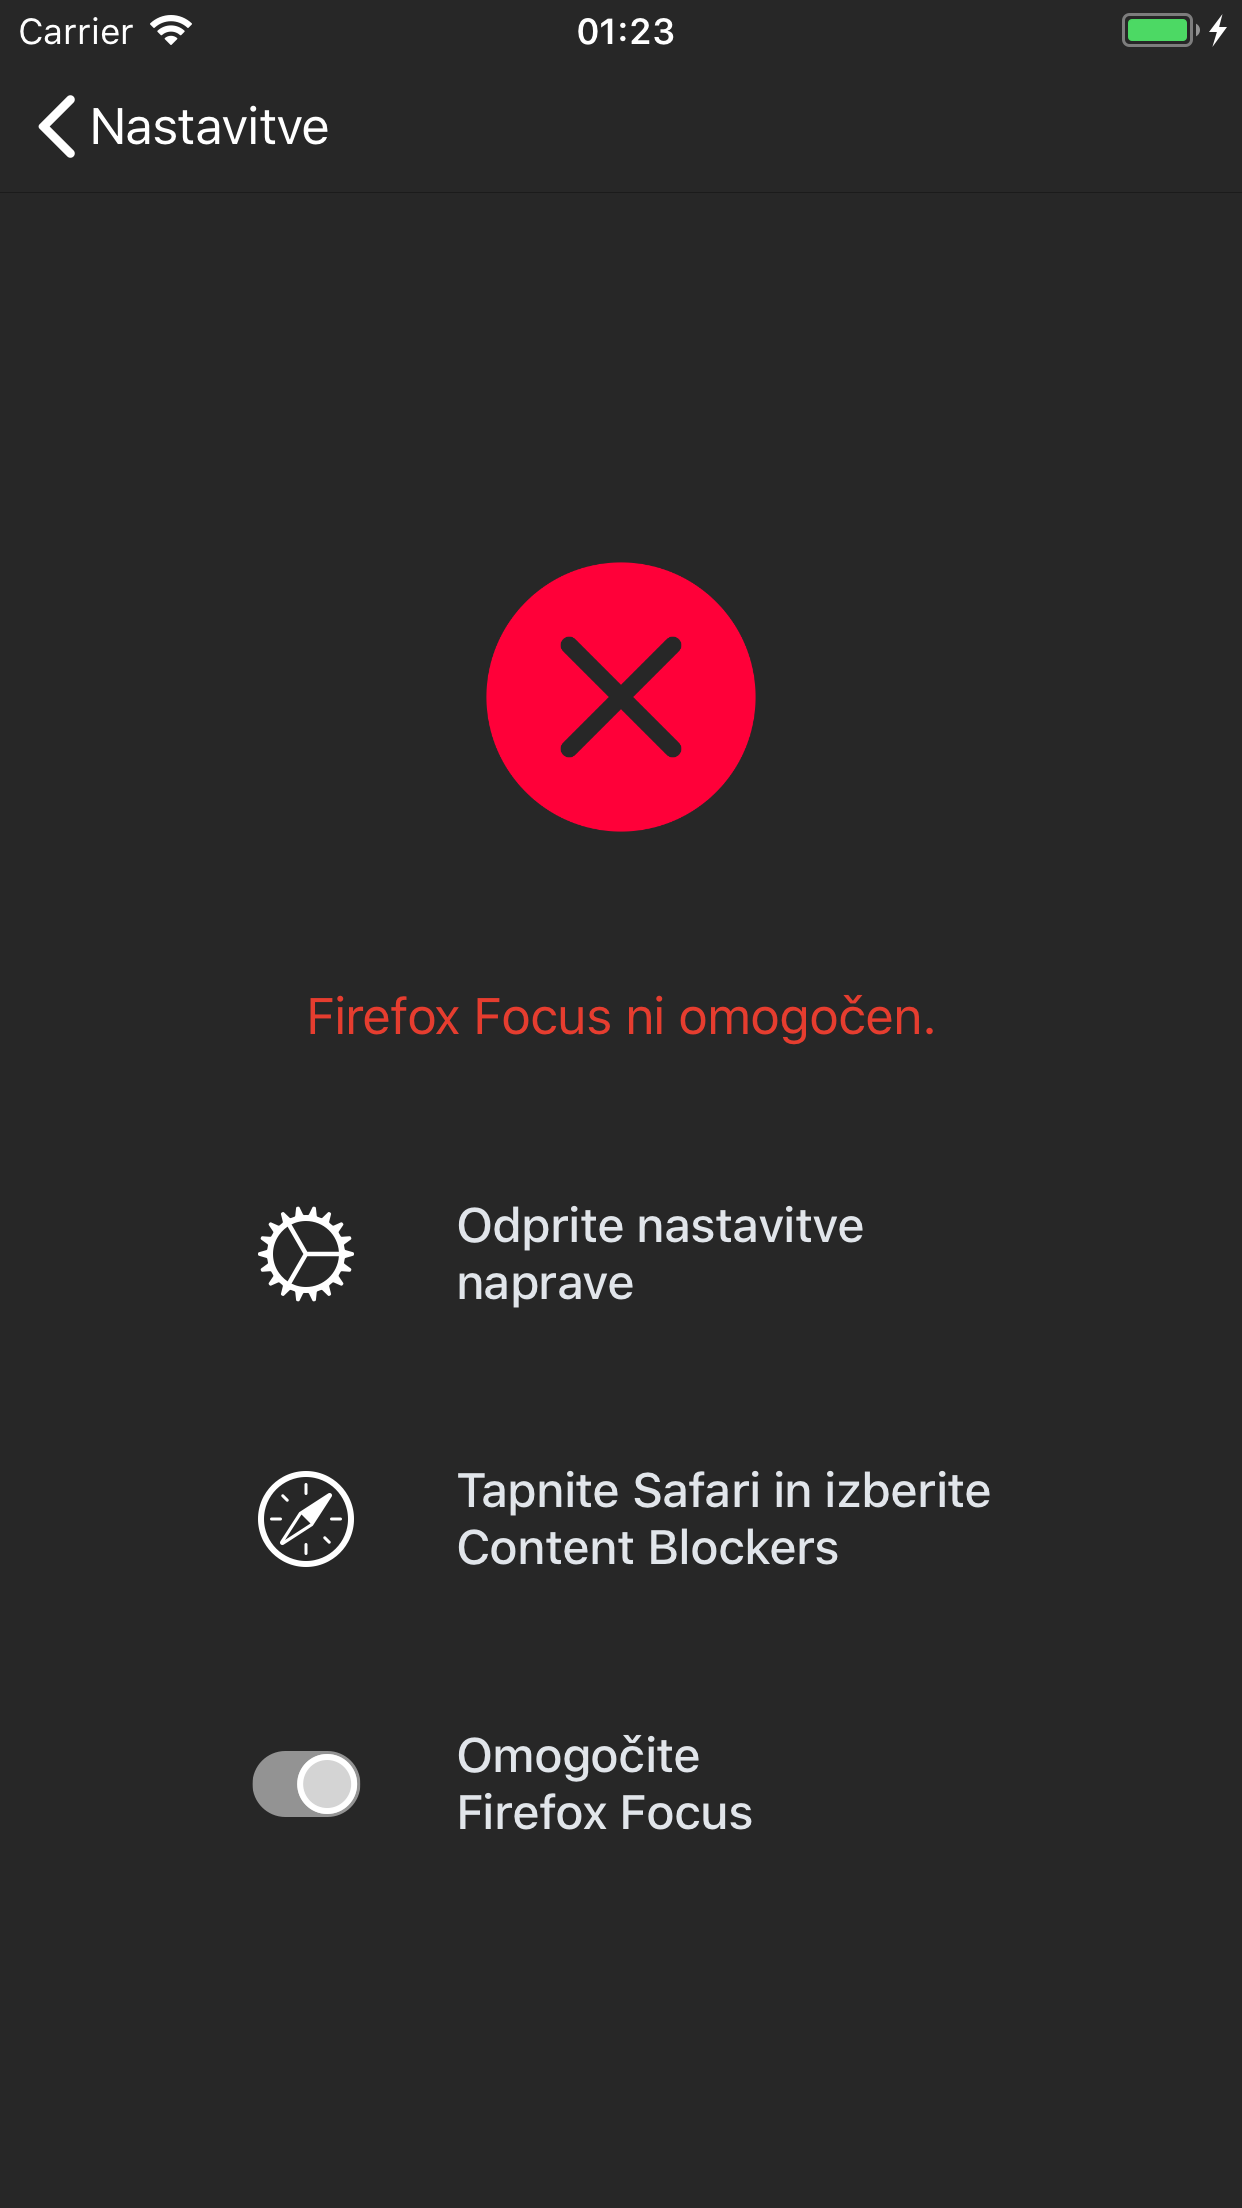 Carrier
01:23
Nastavitve
Firefox Focus ni omogočen.
Odprite nastavitve
naprave
Tapnite Safari in izberite
Content Blockers
Omogočite
Firefox Focus